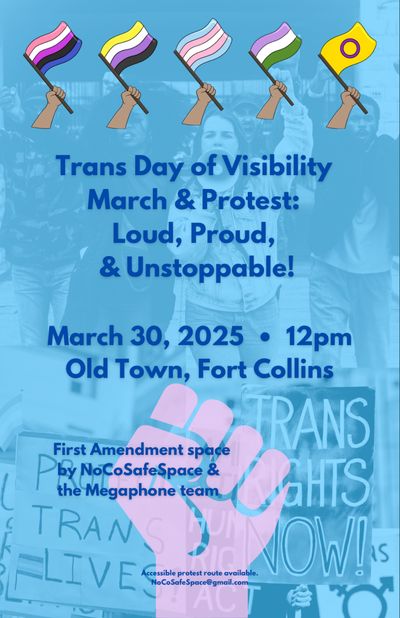 Trans Day of Visibility
March & Protest:
Loud, Proud,
& Unstoppable!
March 30, 2025 • 12pm
Old Town, Fort Collins
First Amendment space
by NoCoSafeSpace &
the Megaphone team
TRANS
RIGHTS
NOW!
TRANS
LIVES
Accessible protest route available.
NoCoSafeSpace@gmail.com